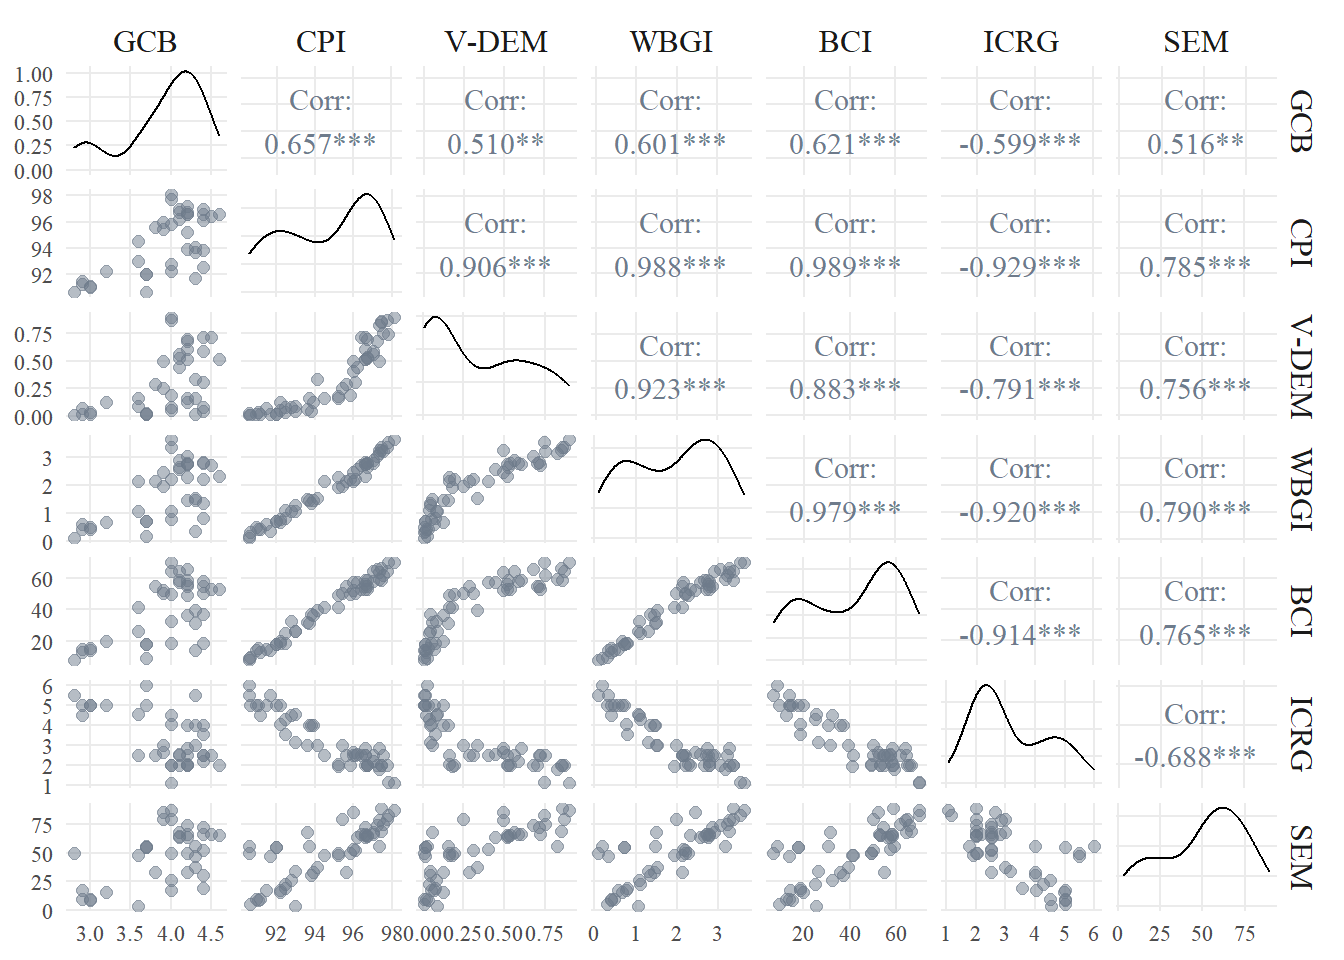 GCB CPI V-DEM WBGI BCI ICRG SEM
1.00
0.75
0.50
0.25
0.00
Corr: Corr: Corr: Corr: Corr: Corr:
0.657*** 0.510** 0.601*** 0.621*** -0.599*** 0.516**
GCB
98
96
94
92
Corr: Corr: Corr: Corr: Corr:
0.906*** 0.988*** 0.989*** -0.929*** 0.785***
CPI
0.75
0.50
0.25
0.00
Corr: Corr: Corr: Corr:
0.923*** 0.883*** -0.791*** 0.756***
V-DEM
3
2
1
0
Corr: Corr: Corr:
0.979*** -0.920*** 0.790***
WBGI
60
40
20
Corr: Corr:
-0.914*** 0.765***
BCI
6
5
4
3
2
1
Corr:
-0.688***
ICRG
75
50
25
0
SEM
3.0 3.5 4.0 4.5 92 94 96 98 0.00 0.25 0.50 0.75 0 1 2 3 20 40 60 1 2 3 4 5 6 0 25 50 75